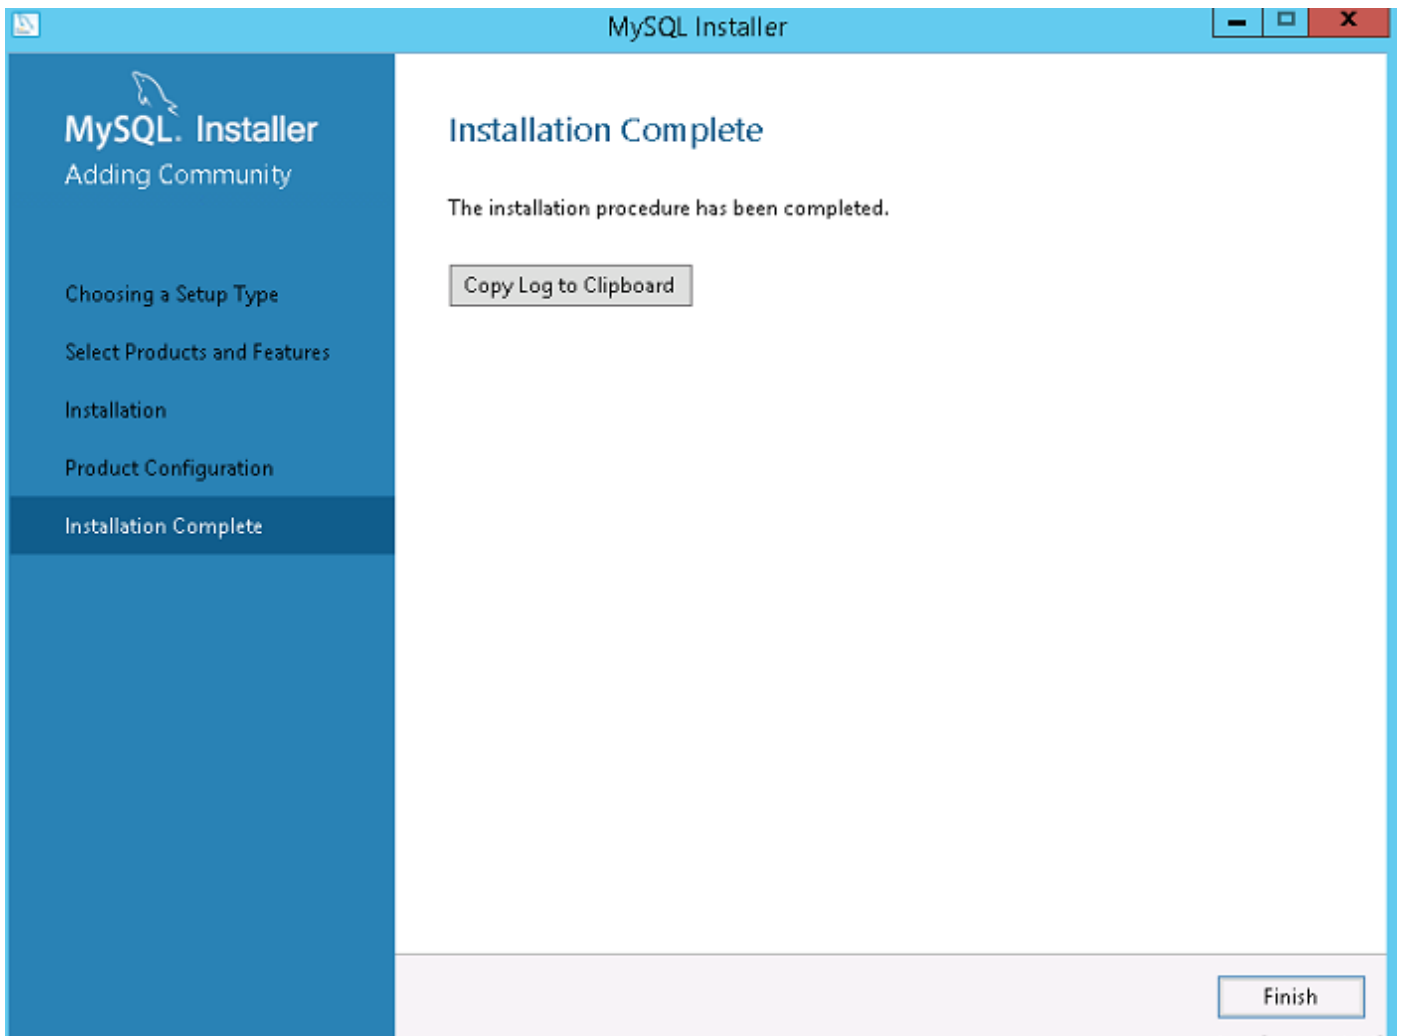 MySQL Installer
MySQL. Installer
Adding Community
Choosing a Setup Type
Select Products and Features
Installation
Product Configuration
Installation Complete
Installation Complete
The installation procedure has been completed.
Copy Log to Clipboard
Finish